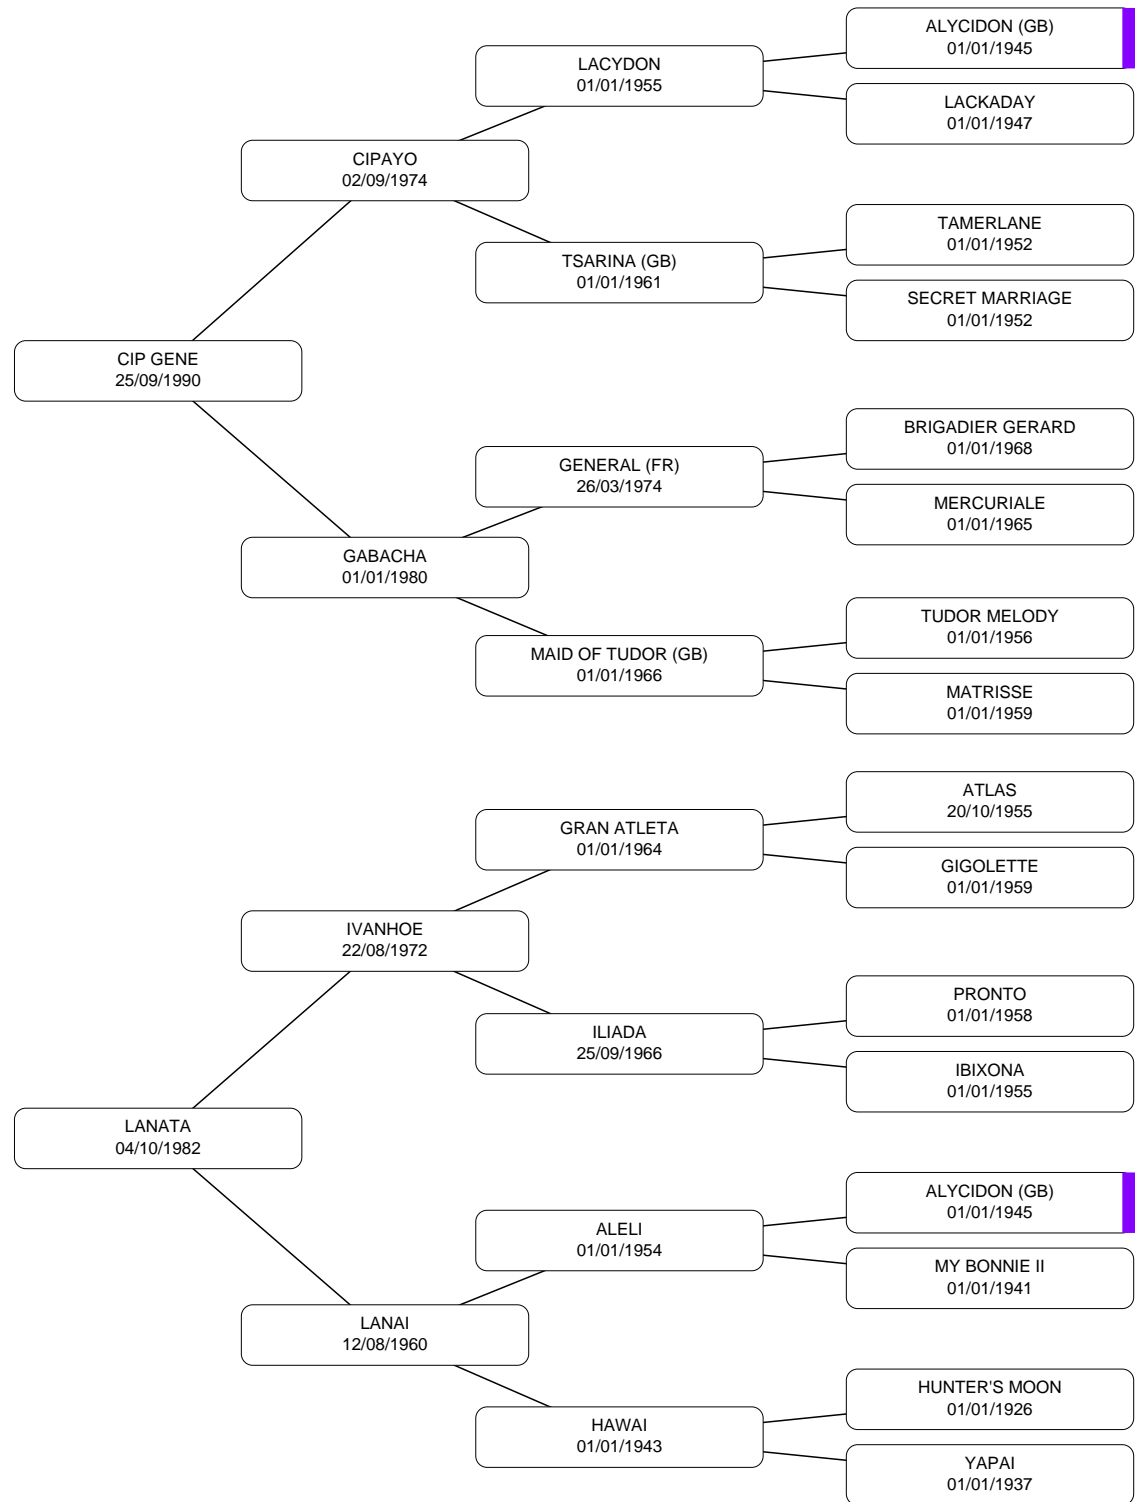 ALYCIDON (GB)
01/01/1945
LACYDON
01/01/1955
LACKADAY
01/01/1947
CIPAYO
02/09/1974
TAMERLANE
01/01/1952
TSARINA (GB)
01/01/1961
SECRET MARRIAGE
01/01/1952
CIP GENE
25/09/1990
BRIGADIER GERARD
01/01/1968
GENERAL (FR)
26/03/1974
MERCURIALE
01/01/1965
GABACHA
01/01/1980
TUDOR MELODY
01/01/1956
MAID OF TUDOR (GB)
01/01/1966
MATRISSE
01/01/1959
ATLAS
20/10/1955
GRAN ATLETA
01/01/1964
GIGOLETTE
01/01/1959
IVANHOE
22/08/1972
PRONTO
01/01/1958
ILIADA
25/09/1966
IBIXONA
01/01/1955
LANATA
04/10/1982
ALYCIDON (GB)
01/01/1945
ALELI
01/01/1954
MY BONNIE II
01/01/1941
LANAI
12/08/1960
HUNTER'S MOON
01/01/1926
HAWAI
01/01/1943
YAPAI
01/01/1937